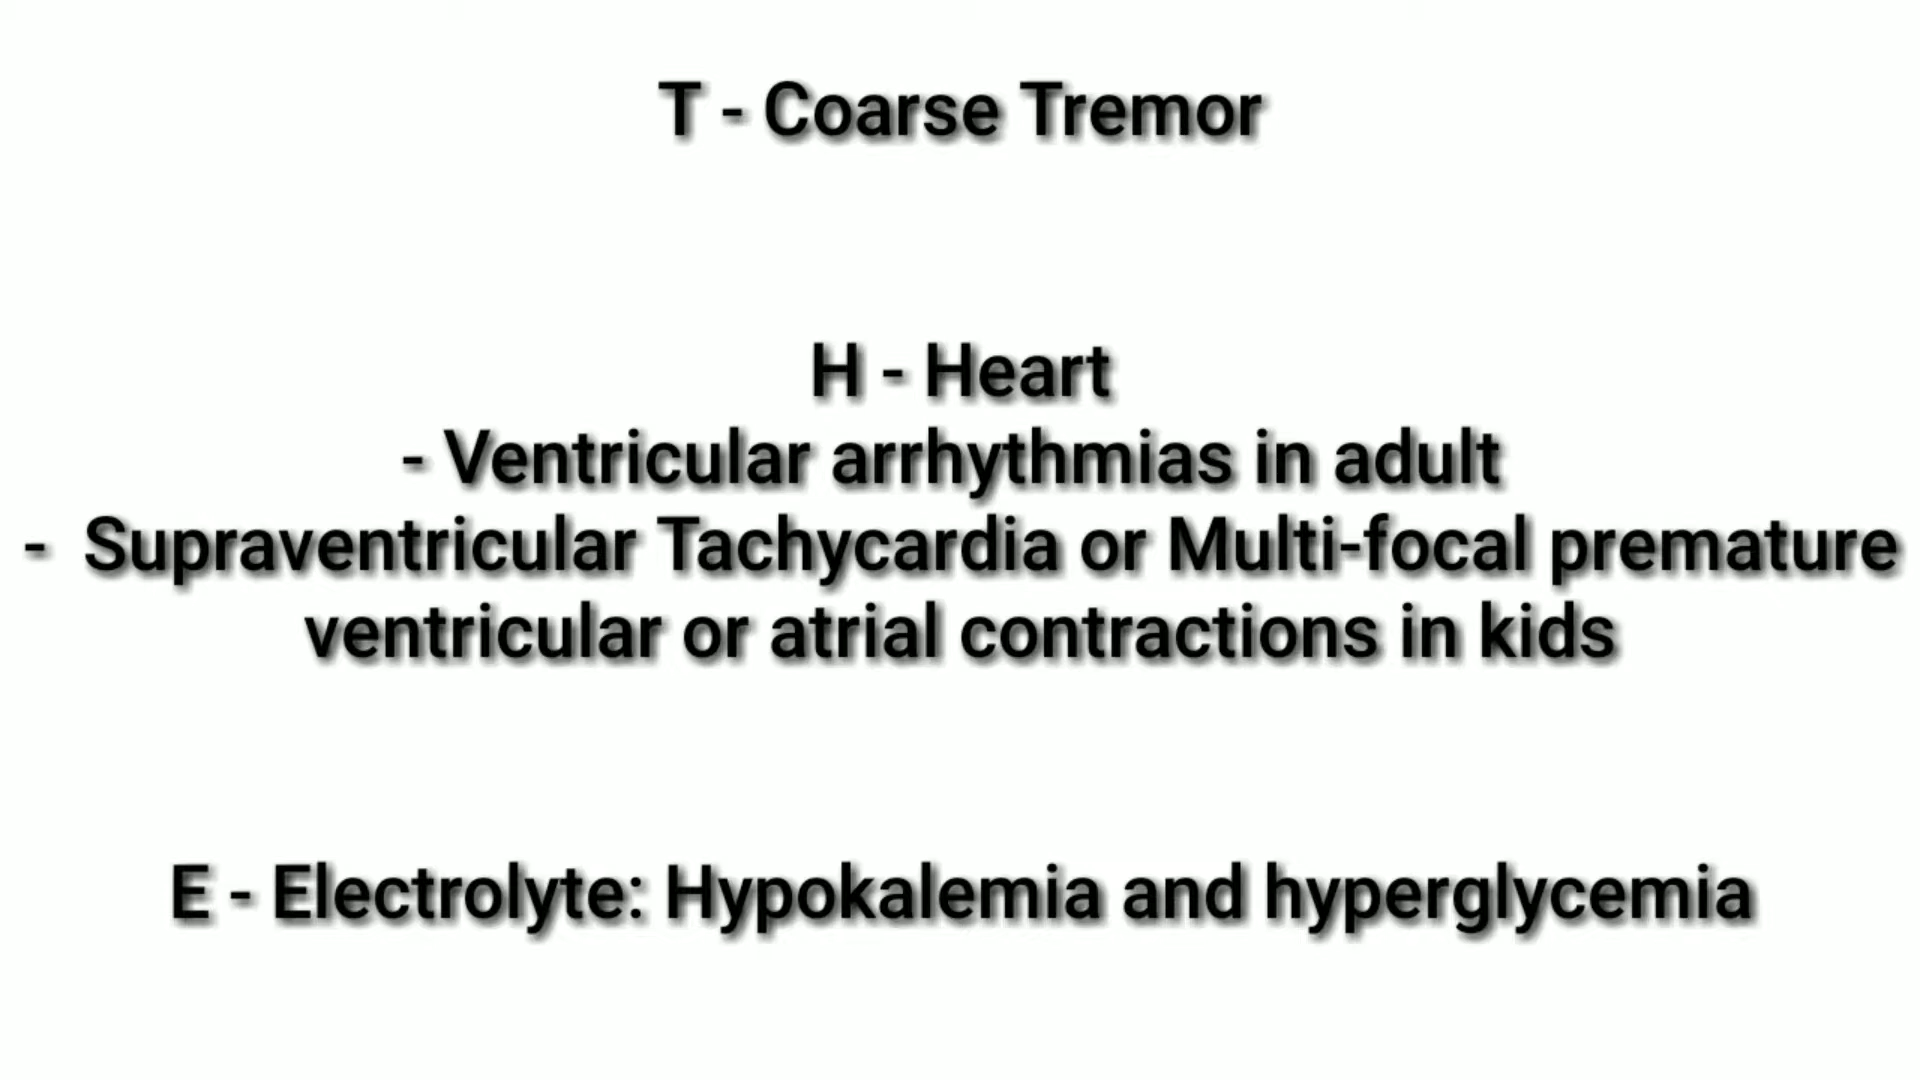 T - Coarse Tremor
H - Heart
- Ventricular arrhythmias in adult
- Supraventricular Tachycardia or Multi-focal premature
ventricular or atrial contractions in kids
E - Electrolyte: Hypokalemia and hyperglycemia